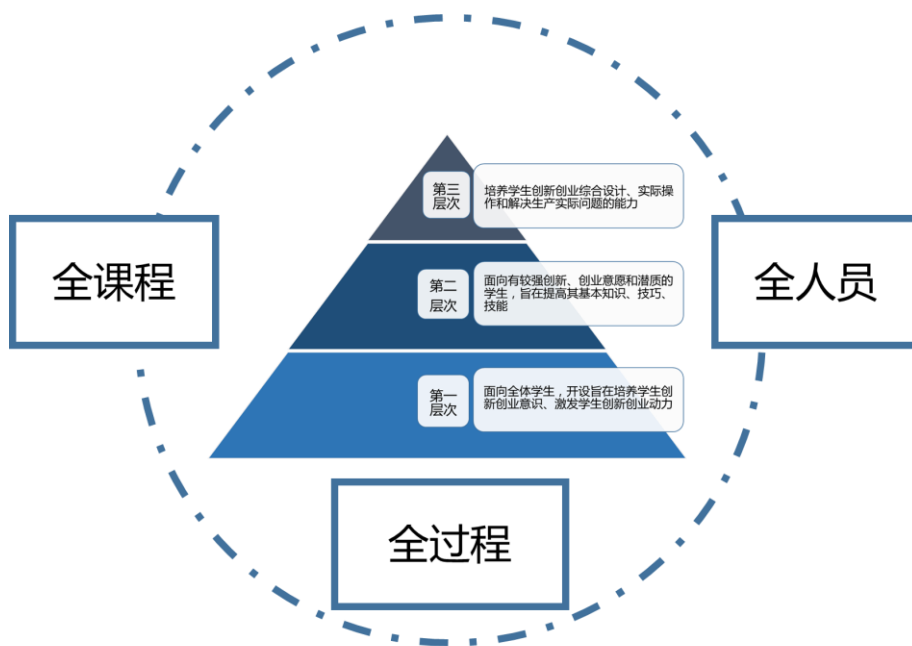 第三
层次
培养学生创新创业综合设计、实际操
作和解决生产实际问题的能力
全课程
全人员
第二
层次
面向有较强创新、创业意愿和潜质的
学生，旨在提高其基本知识、技巧、
技能
第一
层次
面向全体学生，开设旨在培养学生创
新创业意识、激发学生创新创业动力
全过程